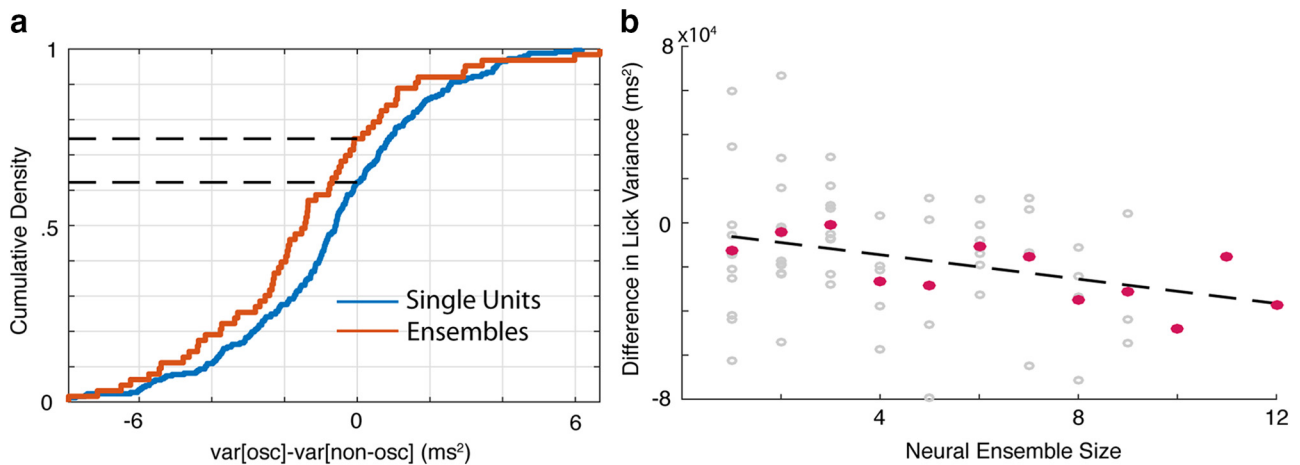 a
1
.5
0
Cumulative Density
-6
0
6
var[osc]-var[non-osc] (ms²)
Single Units
Ensembles
b
8
x10⁴
0
-8
Difference in Lick Variance (ms²)
4
8
12
Neural Ensemble Size